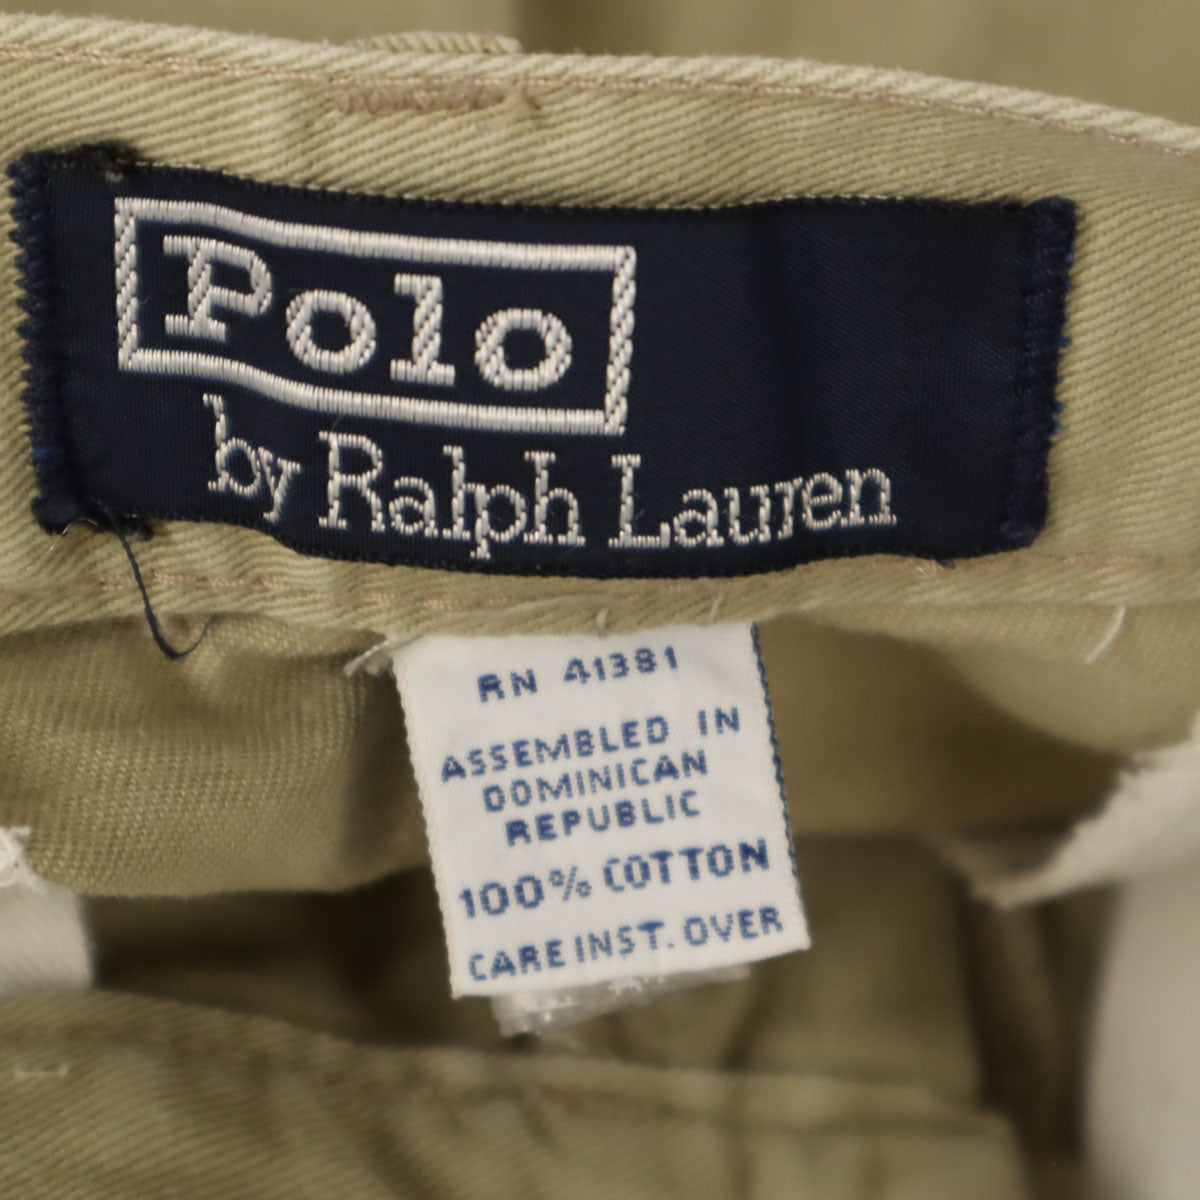 Polo
by Ralph Lauren
RN 41381
ASSEMBLED IN
DOMINICAN
REPUBLIC
100% COTTON
CARE INST. OVER